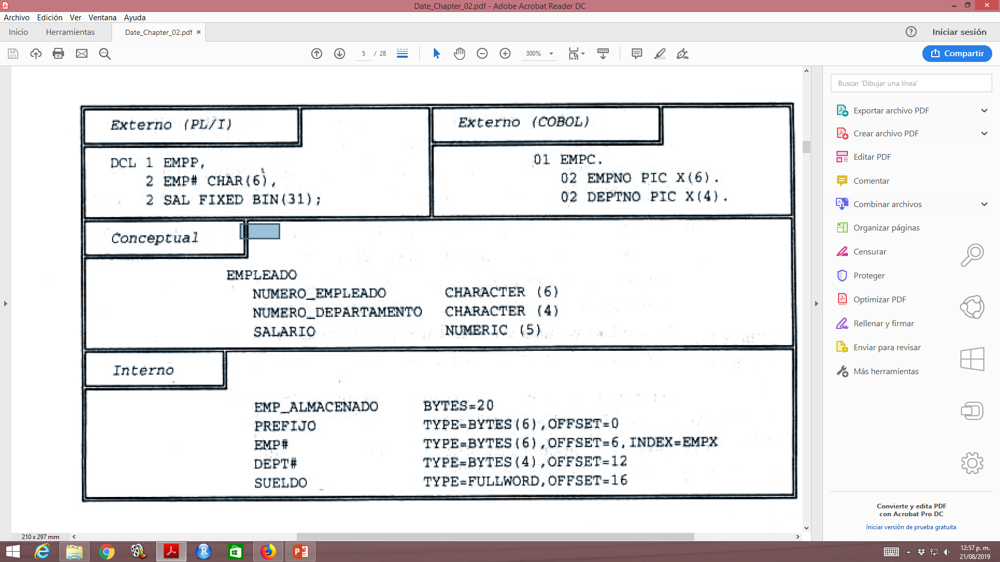 Date_Chapter_02.pdf - Adobe Acrobat Reader DC
Archivo Edición Ver Ventana Ayuda
Inicio Herramientas Date_Chapter_02.pdf × Iniciar sesión
5 / 28 300% Compartir
Externo (PL/I)
DCL 1 EMPP,
2 EMP# CHAR(6),
2 SAL FIXED BIN(31);
Externo (COBOL)
01 EMPC.
02 EMPNO PIC X(6).
02 DEPTNO PIC X(4).
Conceptual
EMPLEADO
NUMERO_EMPLEADO CHARACTER (6)
NUMERO_DEPARTAMENTO CHARACTER (4)
SALARIO NUMERIC (5)
Interno
EMP_ALMACENADO BYTES=20
PREFIJO TYPE=BYTES(6),OFFSET=0
EMP# TYPE=BYTES(6),OFFSET=6,INDEX=EMPX
DEPT# TYPE=BYTES(4),OFFSET=12
SUELDO TYPE=FULLWORD,OFFSET=16
Buscar 'Dibujar una línea'
Exportar archivo PDF
Crear archivo PDF
Editar PDF
Comentar
Combinar archivos
Organizar páginas
Censurar
Proteger
Optimizar PDF
Rellenar y firmar
Enviar para revisar
Más herramientas
Convierte y edita PDF
con Acrobat Pro DC
Iniciar versión de prueba gratuita
210 x 297 mm
12:57 p. m.
21/08/2019